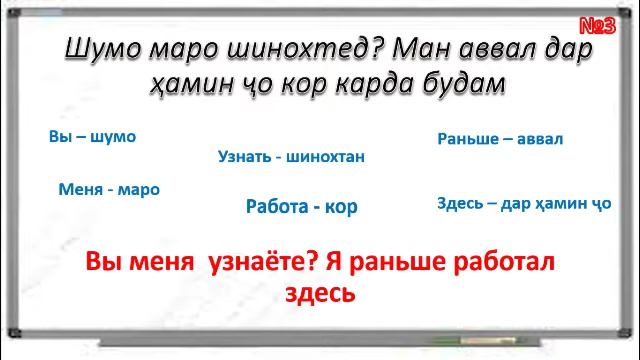 №3
Шумо маро шинохтед? Ман аввал дар
ҳамин ҷо кор карда будам
Вы – шумо
Узнать - шинохтан
Раньше – аввал
Меня - маро
Работа - кор
Здесь – дар ҳамин ҷо
Вы меня узнаёте? Я раньше работал
здесь